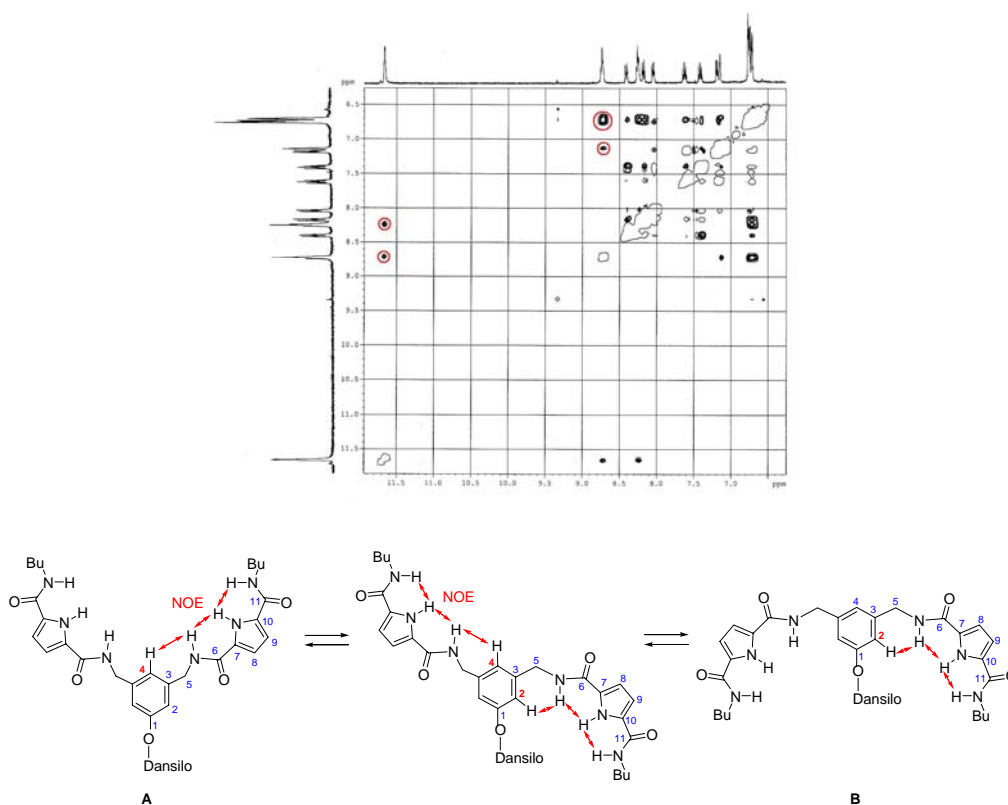 ppm
6.5
7.0
7.5
8.0
8.5
9.0
9.5
10.0
10.5
11.0
11.5
11.5 11.0 10.5 10.0 9.5 9.0 8.5 8.0 7.5 7.0 ppm
Bu
N-H
O
H
N
N
H
4
3
2
1
5
O
Dansilo
NOE
H
N
6
O
7
8
9
10
11
H
N
H
N
O
Bu
A
Bu
N-H
O
H
N
NOE
H
N
O
H
4
3
5
2
1
H
O
Dansilo
N
H
6
O
7
8
9
10
11
N
H
O
H
N
Bu
O
N
H
N
H
O
N-H
Bu
4
3
5
2
1
H
O
Dansilo
N
H
O
6
7
8
9
10
11
N
H
O
H
N
Bu
B